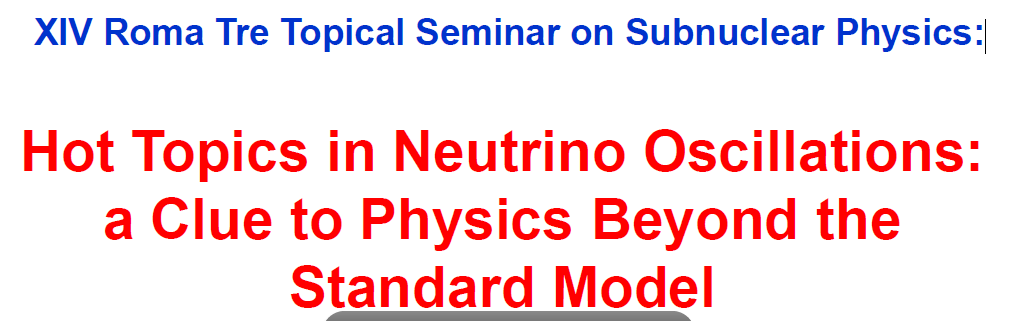 XIV Roma Tre Topical Seminar on Subnuclear Physics:
Hot Topics in Neutrino Oscillations:
a Clue to Physics Beyond the
Standard Model